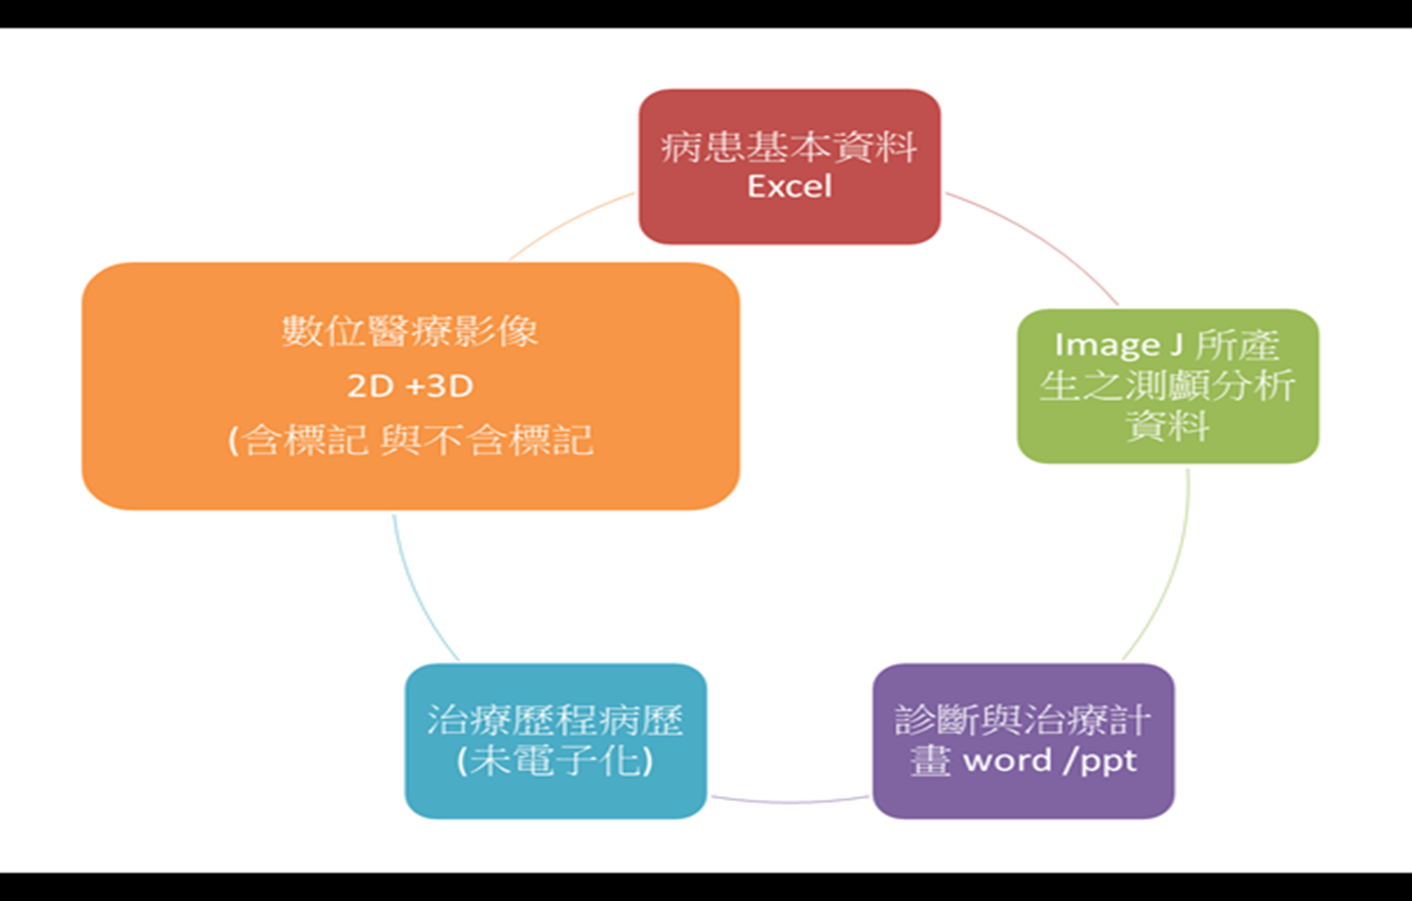 病患基本資料
Excel
數位醫療影像
2D +3D
(含標記 與不含標記
Image J 所產
生之測顱分析
資料
治療歷程病歷
(未電子化)
診斷與治療計
畫 word /ppt